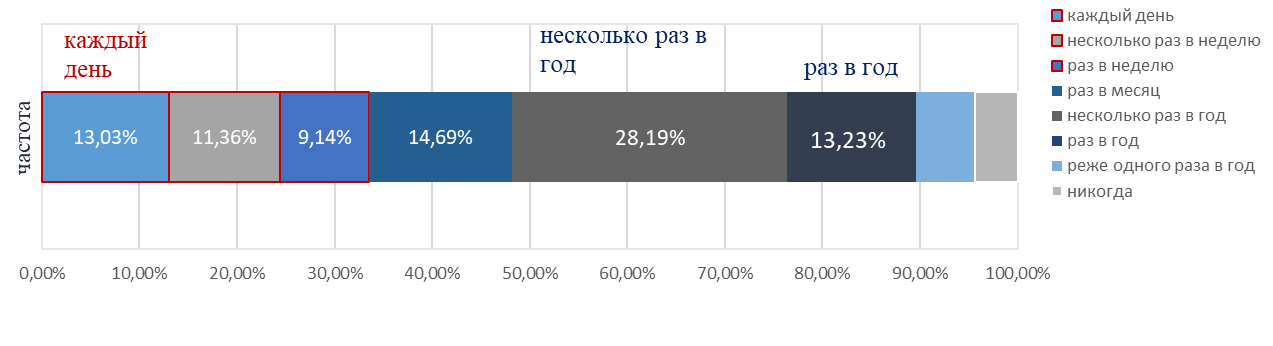 каждый
день
несколько раз в
год
раз в год
частота
13,03%
11,36%
9,14%
14,69%
28,19%
13,23%
0,00%
10,00%
20,00%
30,00%
40,00%
50,00%
60,00%
70,00%
80,00%
90,00%
100,00%
каждый день
несколько раз в неделю
раз в неделю
раз в месяц
несколько раз в год
раз в год
реже одного раза в год
никогда